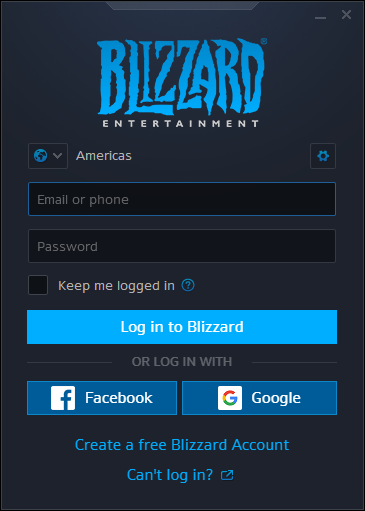 BLIZZARD®
ENTERTAINMENT
Americas
Email or phone
Password
Keep me logged in ?
Log in to Blizzard
OR LOG IN WITH
Facebook Google
Create a free Blizzard Account
Can't log in?